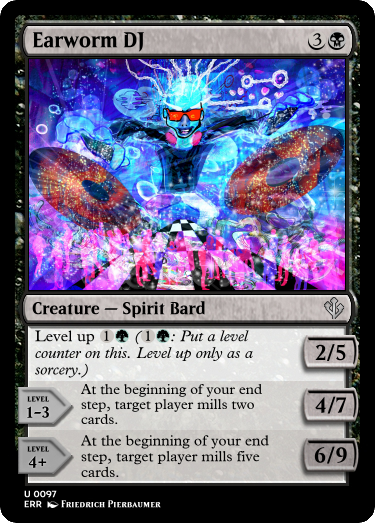 Earworm DJ 3
Creature — Spirit Bard
Level up 1 (1: Put a level
counter on this. Level up only as a
sorcery.)
2/5
LEVEL
1-3
At the beginning of your end
step, target player mills two
cards.
4/7
LEVEL
4+
At the beginning of your end
step, target player mills five
cards.
6/9
U 0097
ERR Friedrich Pierbaumer